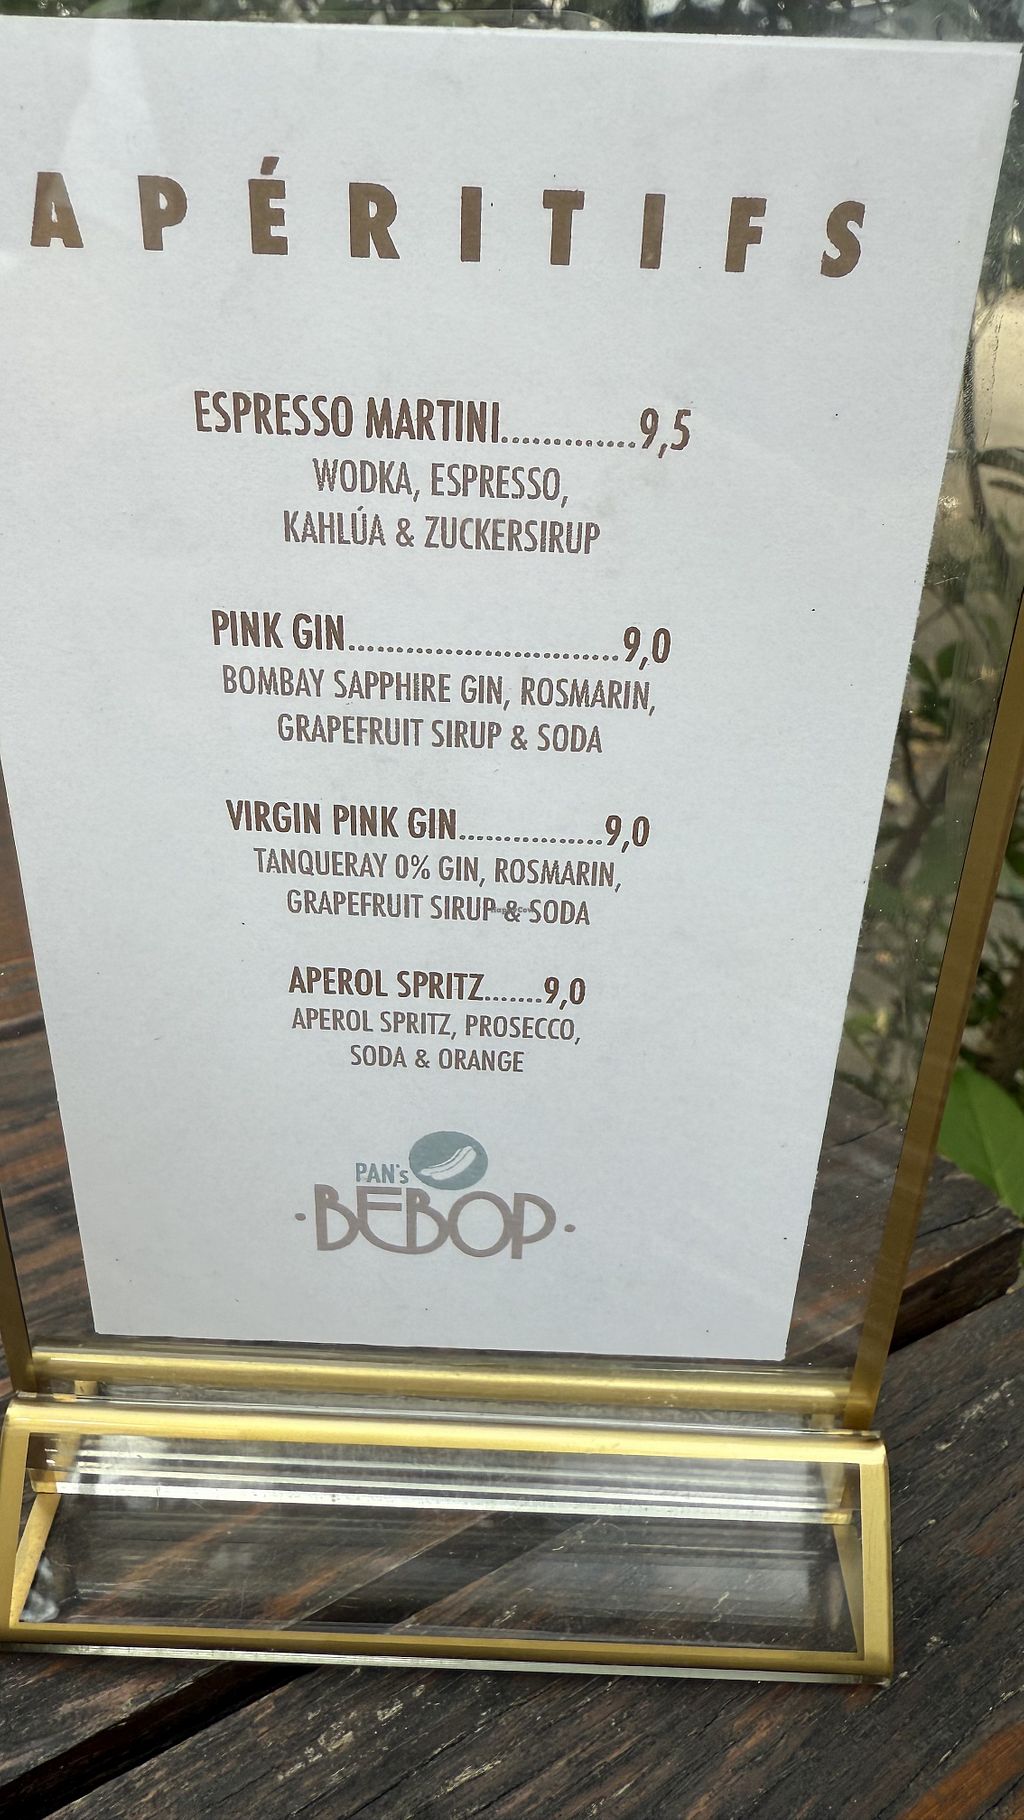 APÉRITIFS
ESPRESSO MARTINI.............9,5
WODKA, ESPRESSO,
KAHLÚA & ZUCKERSIRUP
PINK GIN............................9,0
BOMBAY SAPPHIRE GIN, ROSMARIN,
GRAPEFRUIT SIRUP & SODA
VIRGIN PINK GIN................9,0
TANQUERAY 0% GIN, ROSMARIN,
GRAPEFRUIT SIRUP & SODA
HappyCow
APEROL SPRITZ.......9,0
APEROL SPRITZ, PROSECCO,
SODA & ORANGE
PAN's
·BEBOP·